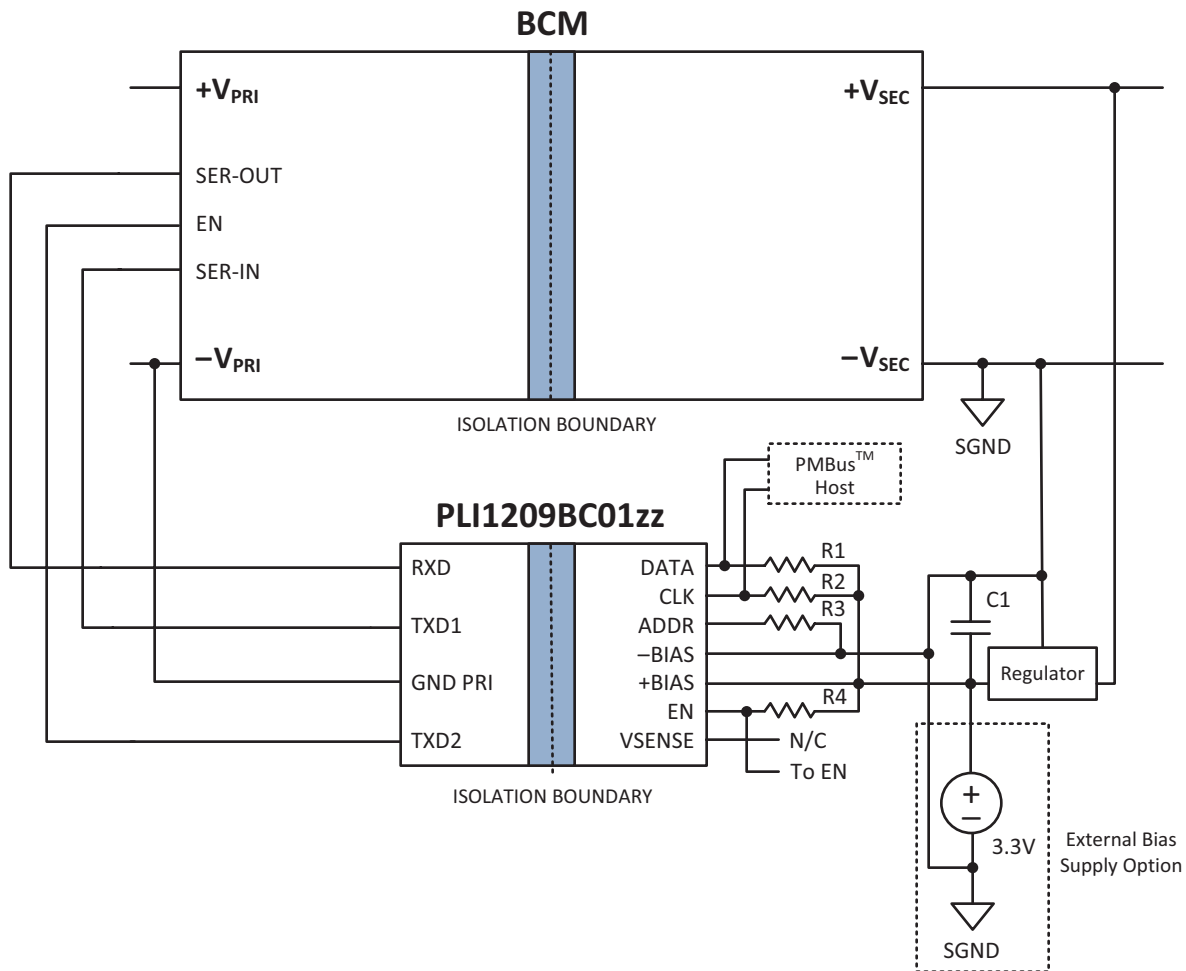 BCM
+VPRI
+VSEC
SER-OUT
EN
SER-IN
–VPRI
–VSEC
ISOLATION BOUNDARY
SGND
PMBus™
Host
PLI1209BC01zz
RXD
TXD1
GND PRI
TXD2
DATA
CLK
ADDR
–BIAS
+BIAS
EN
VSENSE
R1
R2
R3
R4
N/C
To EN
C1
Regulator
ISOLATION BOUNDARY
+
–
3.3V
External Bias
Supply Option
SGND